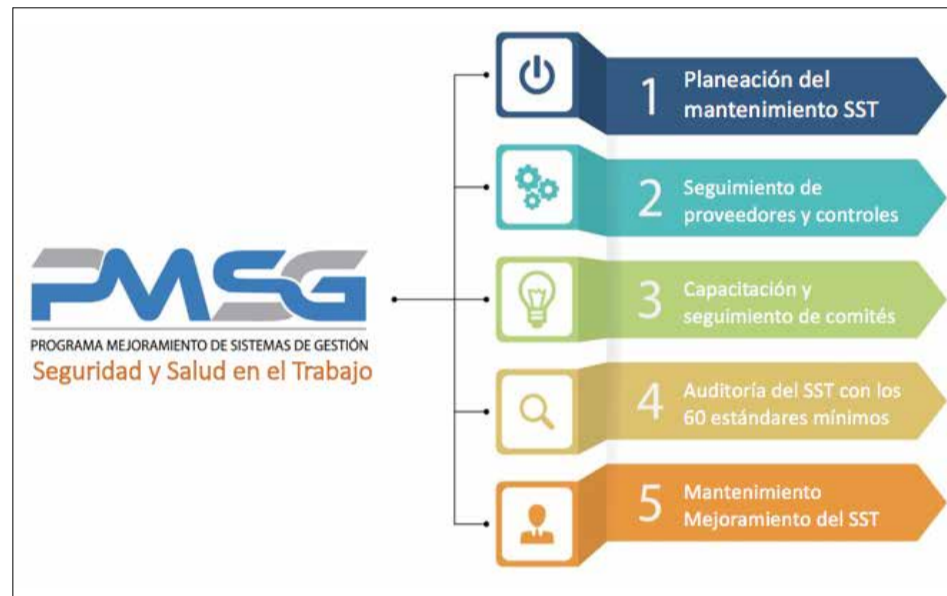 PMSG
PROGRAMA MEJORAMIENTO DE SISTEMAS DE GESTIÓN
Seguridad y Salud en el Trabajo
1
Planeación del
mantenimiento SST
2
Seguimiento de
proveedores y controles
3
Capacitación y
seguimiento de comités
4
Auditoría del SST con los
60 estándares mínimos
5
Mantenimiento
Mejoramiento del SST